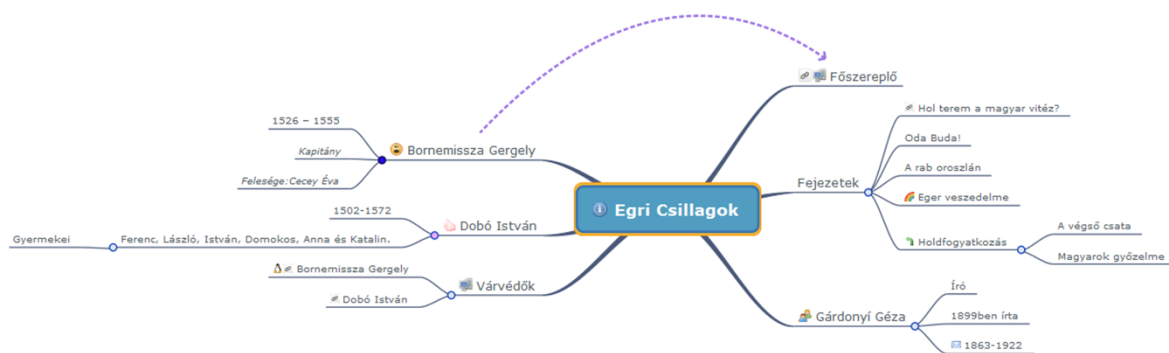 Egri Csillagok
Főszereplő
Fejezetek
Hol terem a magyar vitéz?
Oda Buda!
A rab oroszlán
Eger veszedelme
Holdfogyatkozás
A végső csata
Magyarok győzelme
Gárdonyi Géza
Író
1899ben írta
1863-1922
Bornemissza Gergely
1526 – 1555
Kapitány
Felesége:Cecey Éva
Dobó István
1502-1572
Ferenc, László, István, Domokos, Anna és Katalin.
Gyermekei
Várvédők
Bornemissza Gergely
Dobó István